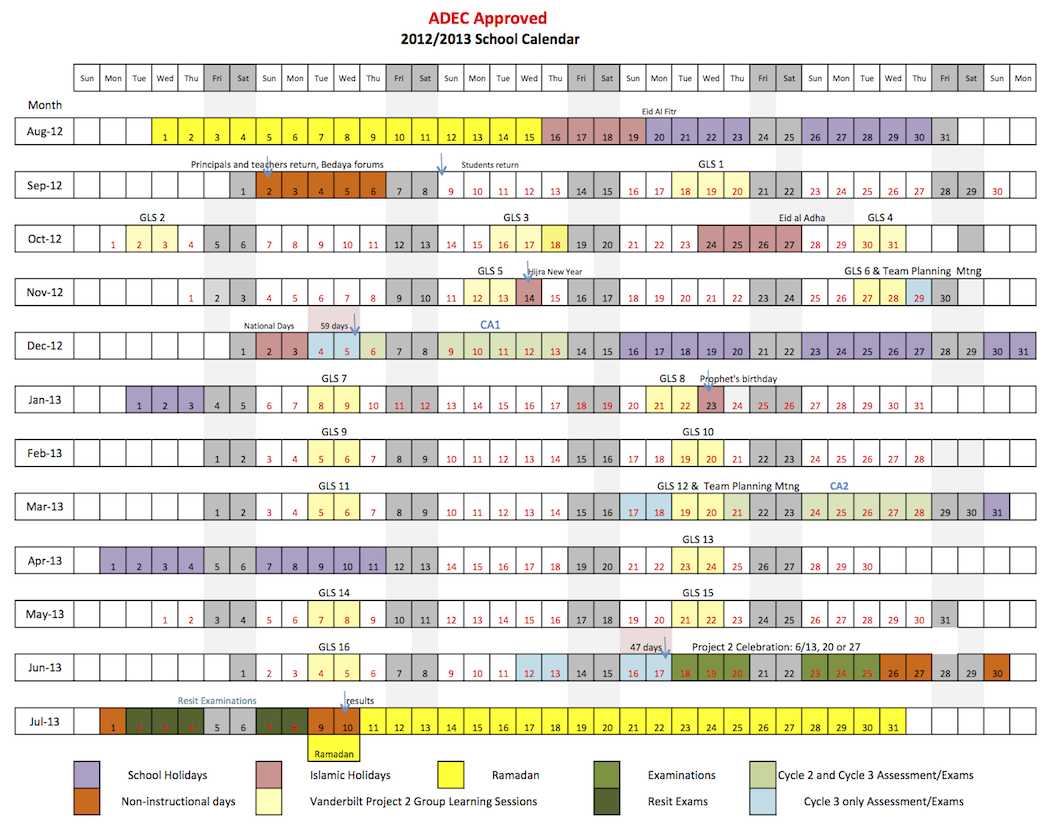 ADEC Approved
2012/2013 School Calendar
Sun Mon Tue Wed Thu Fri Sat Sun Mon Tue Wed Thu Fri Sat Sun Mon Tue Wed Thu Fri Sat Sun Mon Tue Wed Thu Fri Sat Sun Mon Tue Wed Thu Fri Sat Sun Mon
Month
Eid Al Fitr
Aug-12 1 2 3 4 5 6 7 8 9 10 11 12 13 14 15 16 17 18 19 20 21 22 23 24 25 26 27 28 29 30 31
Principals and teachers return, Bedaya forums Students return GLS 1
Sep-12 1 2 3 4 5 6 7 8 9 10 11 12 13 14 15 16 17 18 19 20 21 22 23 24 25 26 27 28 29 30
GLS 2 GLS 3 Eid al Adha GLS 4
Oct-12 1 2 3 4 5 6 7 8 9 10 11 12 13 14 15 16 17 18 19 20 21 22 23 24 25 26 27 28 29 30 31
GLS 5 Hijra New Year GLS 6 & Team Planning Mtng
Nov-12 1 2 3 4 5 6 7 8 9 10 11 12 13 14 15 16 17 18 19 20 21 22 23 24 25 26 27 28 29 30
National Days 59 days CA1
Dec-12 1 2 3 4 5 6 7 8 9 10 11 12 13 14 15 16 17 18 19 20 21 22 23 24 25 26 27 28 29 30 31
GLS 7 GLS 8 Prophet's birthday
Jan-13 1 2 3 4 5 6 7 8 9 10 11 12 13 14 15 16 17 18 19 20 21 22 23 24 25 26 27 28 29 30 31
GLS 9 GLS 10
Feb-13 1 2 3 4 5 6 7 8 9 10 11 12 13 14 15 16 17 18 19 20 21 22 23 24 25 26 27 28
GLS 11 GLS 12 & Team Planning Mtng CA2
Mar-13 1 2 3 4 5 6 7 8 9 10 11 12 13 14 15 16 17 18 19 20 21 22 23 24 25 26 27 28 29 30 31
GLS 13
Apr-13 1 2 3 4 5 6 7 8 9 10 11 12 13 14 15 16 17 18 19 20 21 22 23 24 25 26 27 28 29 30
GLS 14 GLS 15
May-13 1 2 3 4 5 6 7 8 9 10 11 12 13 14 15 16 17 18 19 20 21 22 23 24 25 26 27 28 29 30 31
GLS 16 47 days Project 2 Celebration: 6/13, 20 or 27
Jun-13 1 2 3 4 5 6 7 8 9 10 11 12 13 14 15 16 17 18 19 20 21 22 23 24 25 26 27 28 29 30
Resit Examinations results
Jul-13 1 2 3 4 5 6 7 8 9 10 11 12 13 14 15 16 17 18 19 20 21 22 23 24 25 26 27 28 29 30 31
Ramadan
School Holidays Islamic Holidays Ramadan Examinations Cycle 2 and Cycle 3 Assessment/Exams
Non-instructional days Vanderbilt Project 2 Group Learning Sessions Resit Exams Cycle 3 only Assessment/Exams